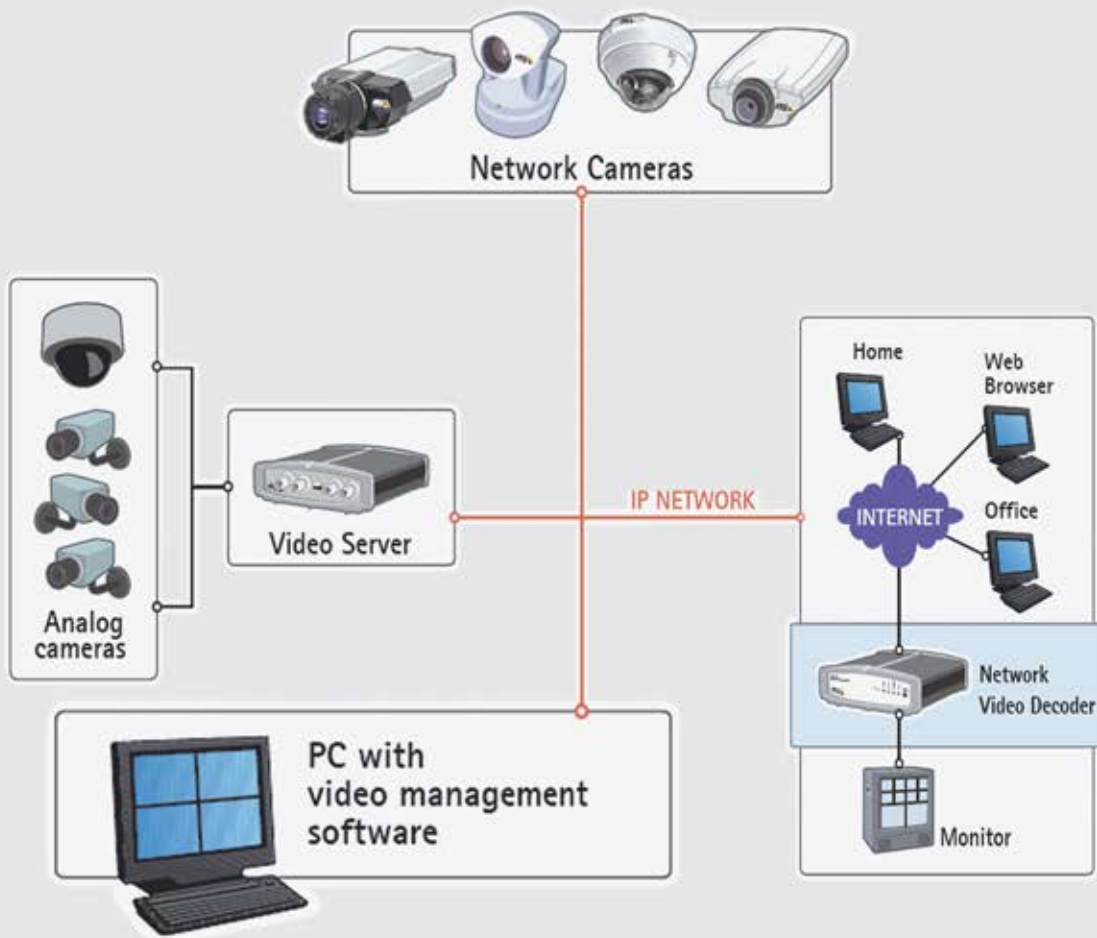 Network Cameras
Analog
cameras
Video Server
IP NETWORK
Home
Web
Browser
INTERNET
Office
Network
Video Decoder
Monitor
PC with
video management
software